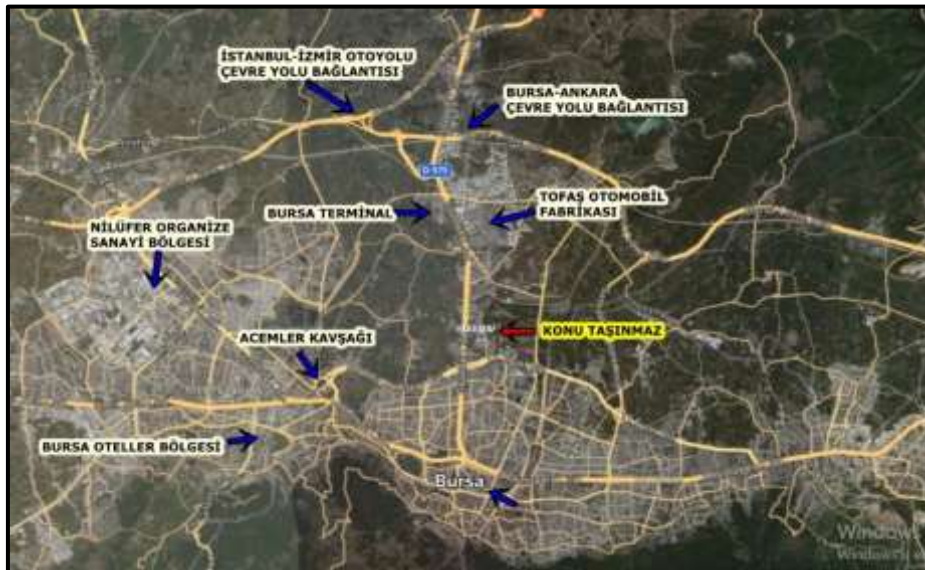 İSTANBUL-İZMİR OTOYOLU
ÇEVRE YOLU BAĞLANTISI
BURSA-ANKARA
ÇEVRE YOLU BAĞLANTISI
D-575
BURSA TERMİNAL
TOFAŞ OTOMOBİL
FABRİKASI
NİLÜFER ORGANİZE
SANAYİ BÖLGESİ
KONU TAŞINMAZ
ACEMLER KAVŞAĞI
BURSA OTELLER BÖLGESİ
Bursa
Windows